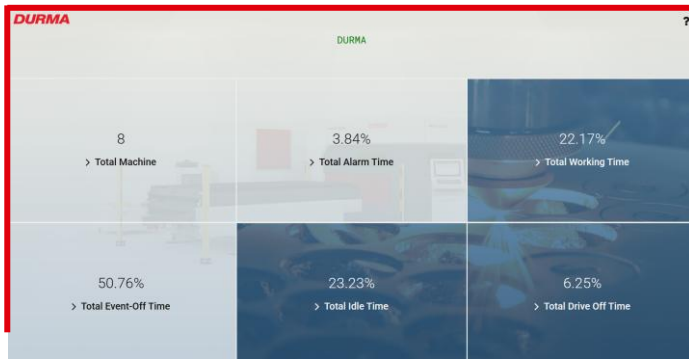 DURMA
?
DURMA
8
> Total Machine
3.84%
> Total Alarm Time
22.17%
> Total Working Time
50.76%
> Total Event-Off Time
23.23%
> Total Idle Time
6.25%
> Total Drive Off Time